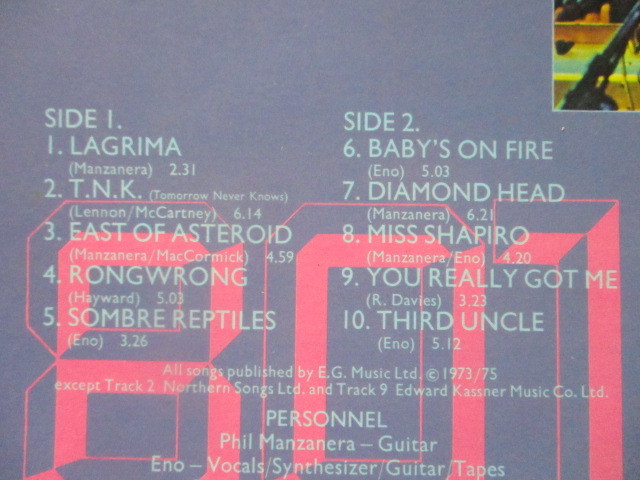 SIDE 1.
1. LAGRIMA
(Manzanera) 2.31
2. T.N.K. (Tomorrow Never Knows)
(Lennon/McCartney) 6.14
3. EAST OF ASTEROID
(Manzanera/MacCormick) 4.59
4. RONGWRONG
(Hayward) 5.03
5. SOMBRE REPTILES
(Eno) 3.26
SIDE 2.
6. BABY'S ON FIRE
(Eno) 5.03
7. DIAMOND HEAD
(Manzanera) 6.21
8. MISS SHAPIRO
(Manzanera/Eno) 4.20
9. YOU REALLY GOT ME
(R. Davies) 3.23
10. THIRD UNCLE
(Eno) 5.12
All songs published by E.G. Music Ltd. © 1973/75
except Track 2 Northern Songs Ltd. and Track 9 Edward Kassner Music Co. Ltd.
PERSONNEL
Phil Manzanera – Guitar
Eno – Vocals/Synthesizer/Guitar/Tapes
801